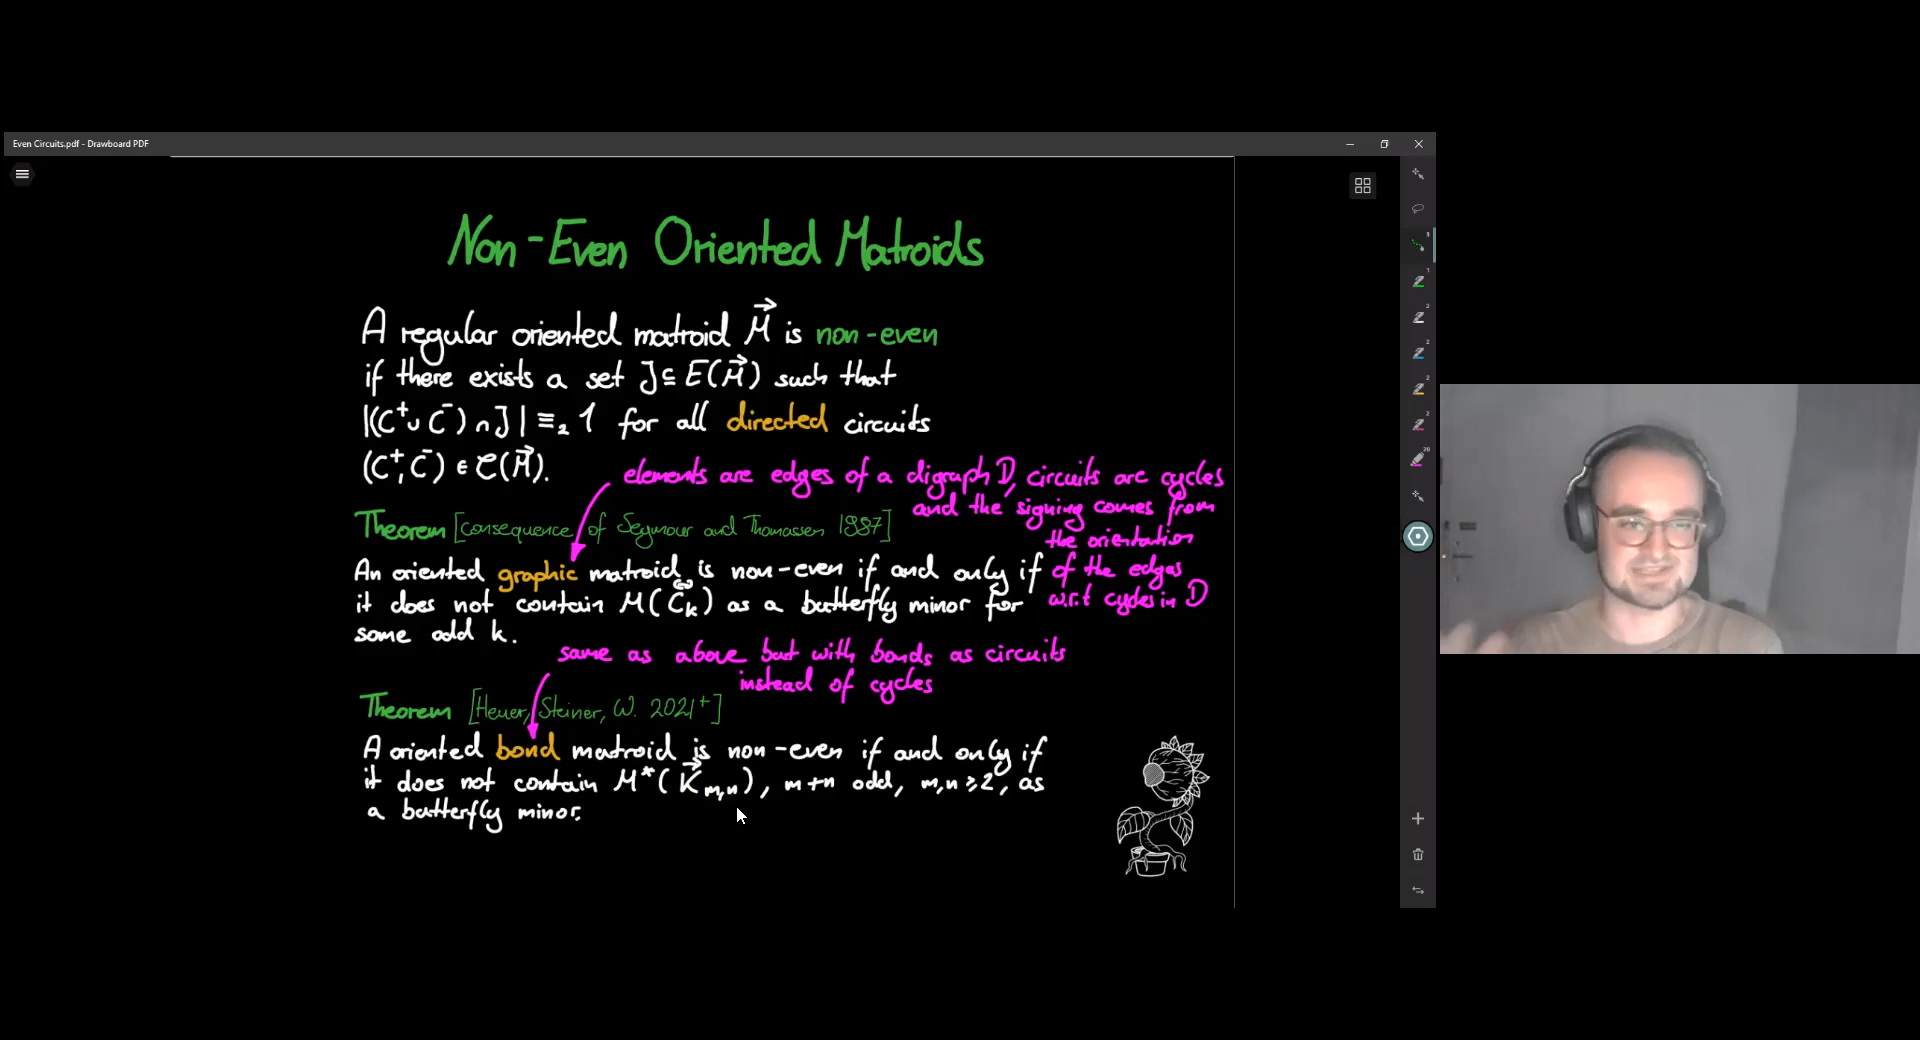 Even Circuits.pdf - Drawboard PDF
Non-Even Oriented Matroids
A regular oriented matroid M⃗ is non-even
if there exists a set J ⊆ E(M⃗) such that
|(C⁺ ∪ C⁻) ∩ J| ≡₂ 1 for all directed circuits
(C⁺, C⁻) ∈ 𝒞(M⃗).
elements are edges of a digraph D, circuits are cycles
and the signing comes from
the orientation
of the edges
w.r.t cycles in D
Theorem [consequence of Seymour and Thomassen 1987]
An oriented graphic matroid is non-even if and only if
it does not contain M(C⃡ₖ) as a butterfly minor for
some odd k.
same as above but with bonds as circuits
instead of cycles
Theorem [Heuer, Steiner, W. 2021⁺]
A oriented bond matroid is non-even if and only if
it does not contain M*(K⃗ₘ,ₙ), m+n odd, m,n ≥ 2, as
a butterfly minor.